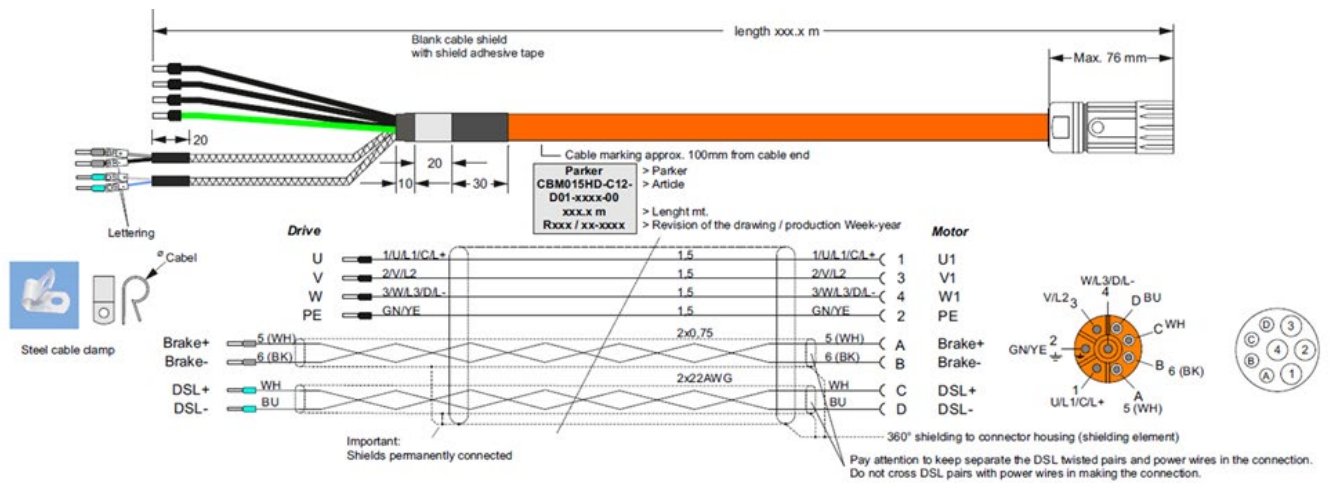 length xxx.x m
Blank cable shield
with shield adhesive tape
Max. 76 mm
20
20
10
30
Cable marking approx. 100mm from cable end
Parker > Parker
CBM015HD-C12- > Article
D01-xxxx-00
xxx.x m > Lenght mt.
Rxxx / xx-xxxx > Revision of the drawing / production Week-year
Lettering
Drive
Motor
ø Cabel
Steel cable clamp
U 1/U/L1/C/L+ 1,5 1/U/L1/C/L+ 1 U1
V 2/V/L2 1,5 2/V/L2 3 V1
W 3/W/L3/D/L- 1,5 3/W/L3/D/L- 4 W1
PE GN/YE 1,5 GN/YE 2 PE
Brake+ 5 (WH) 2x0,75 5 (WH) A Brake+
Brake- 6 (BK) 6 (BK) B Brake-
DSL+ WH 2x22AWG WH C DSL+
DSL- BU BU D DSL-
W/L3/D/L-
4
V/L2 3
D BU
C WH
GN/YE 2
B 6 (BK)
1
U/L1/C/L+
A
5 (WH)
D 3
C 4 2
B
A 1
Important:
Shields permanently connected
360° shielding to connector housing (shielding element)
Pay attention to keep separate the DSL twisted pairs and power wires in the connection.
Do not cross DSL pairs with power wires in making the connection.